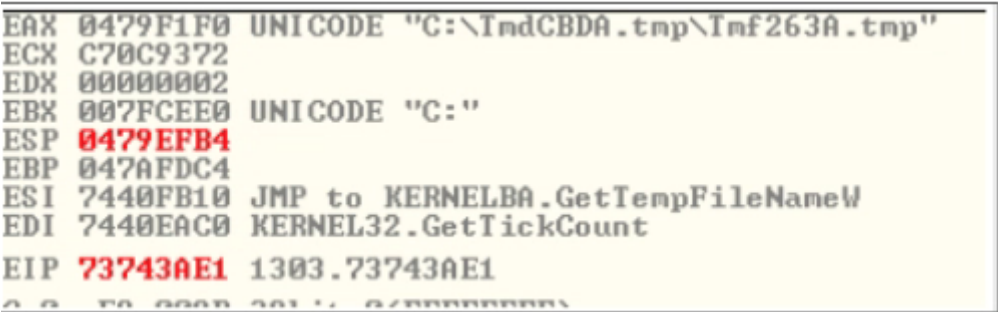 EAX 0479F1F0 UNICODE "C:\TmdCBDA.tmp\Tmf263A.tmp"
ECX C70C9372
EDX 00000002
EBX 007FCEE0 UNICODE "C:"
ESP 0479EFB4
EBP 047AFDC4
ESI 7440FB10 JMP to KERNELBA.GetTempFileNameW
EDI 7440EAC0 KERNEL32.GetTickCount
EIP 73743AE1 1303.73743AE1